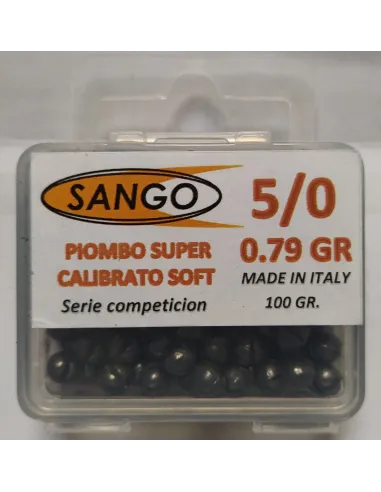 SANGO
5/0
PIOMBO SUPER
CALIBRATO SOFT
0.79 GR
Serie competicion
MADE IN ITALY
100 GR.